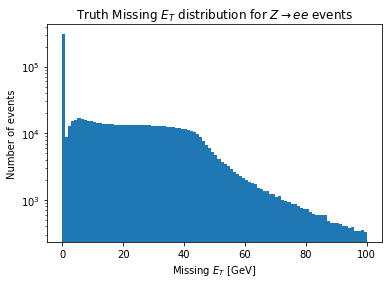 Truth Missing E_T distribution for Z→ee events
Number of events
10^5
10^4
10^3
0 20 40 60 80 100
Missing E_T [GeV]